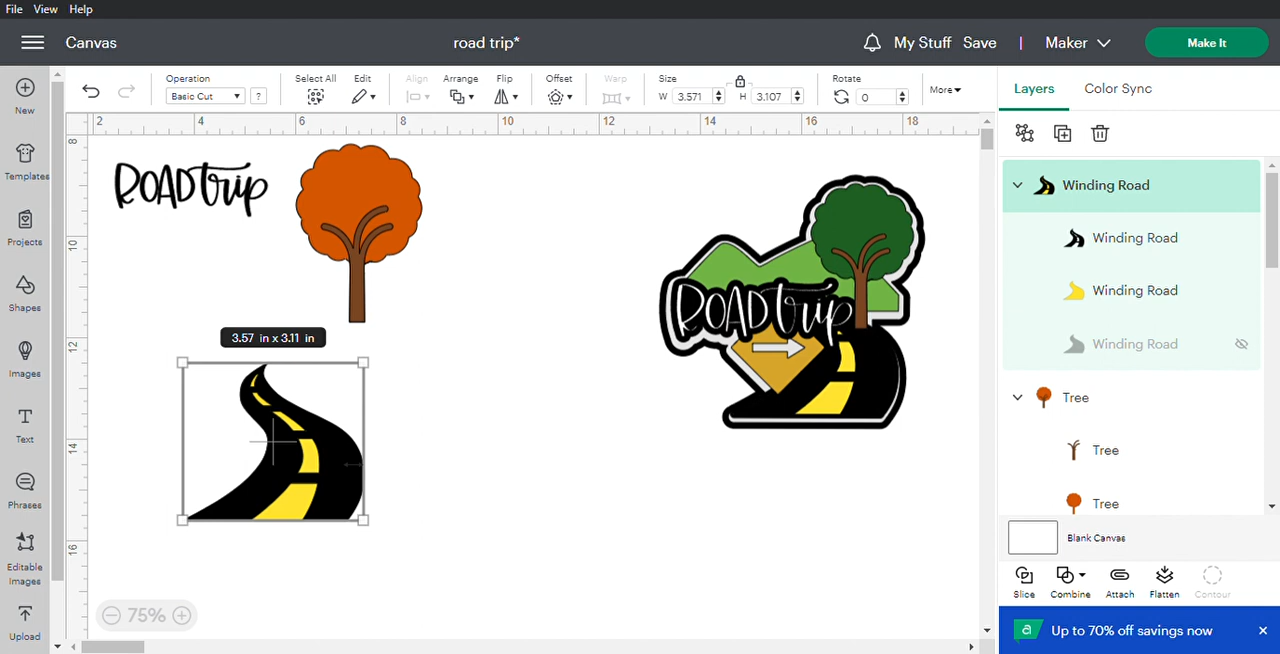 File View Help
Canvas
road trip*
My Stuff Save | Maker
Make It
New
Templates
Projects
Shapes
Images
Text
Phrases
Editable
Images
Upload
Operation
Basic Cut
?
Select All
Edit
Align
Arrange
Flip
Offset
Warp
Size
W 3.571
H 3.107
Rotate
0
More
2 4 6 8 10 12 14 16 18
8
10
12
14
16
ROAD trip
3.57 in x 3.11 in
ROAD trip
75%
Layers Color Sync
Winding Road
Winding Road
Winding Road
Winding Road
Tree
Tree
Tree
Blank Canvas
Slice Combine Attach Flatten Contour
a Up to 70% off savings now